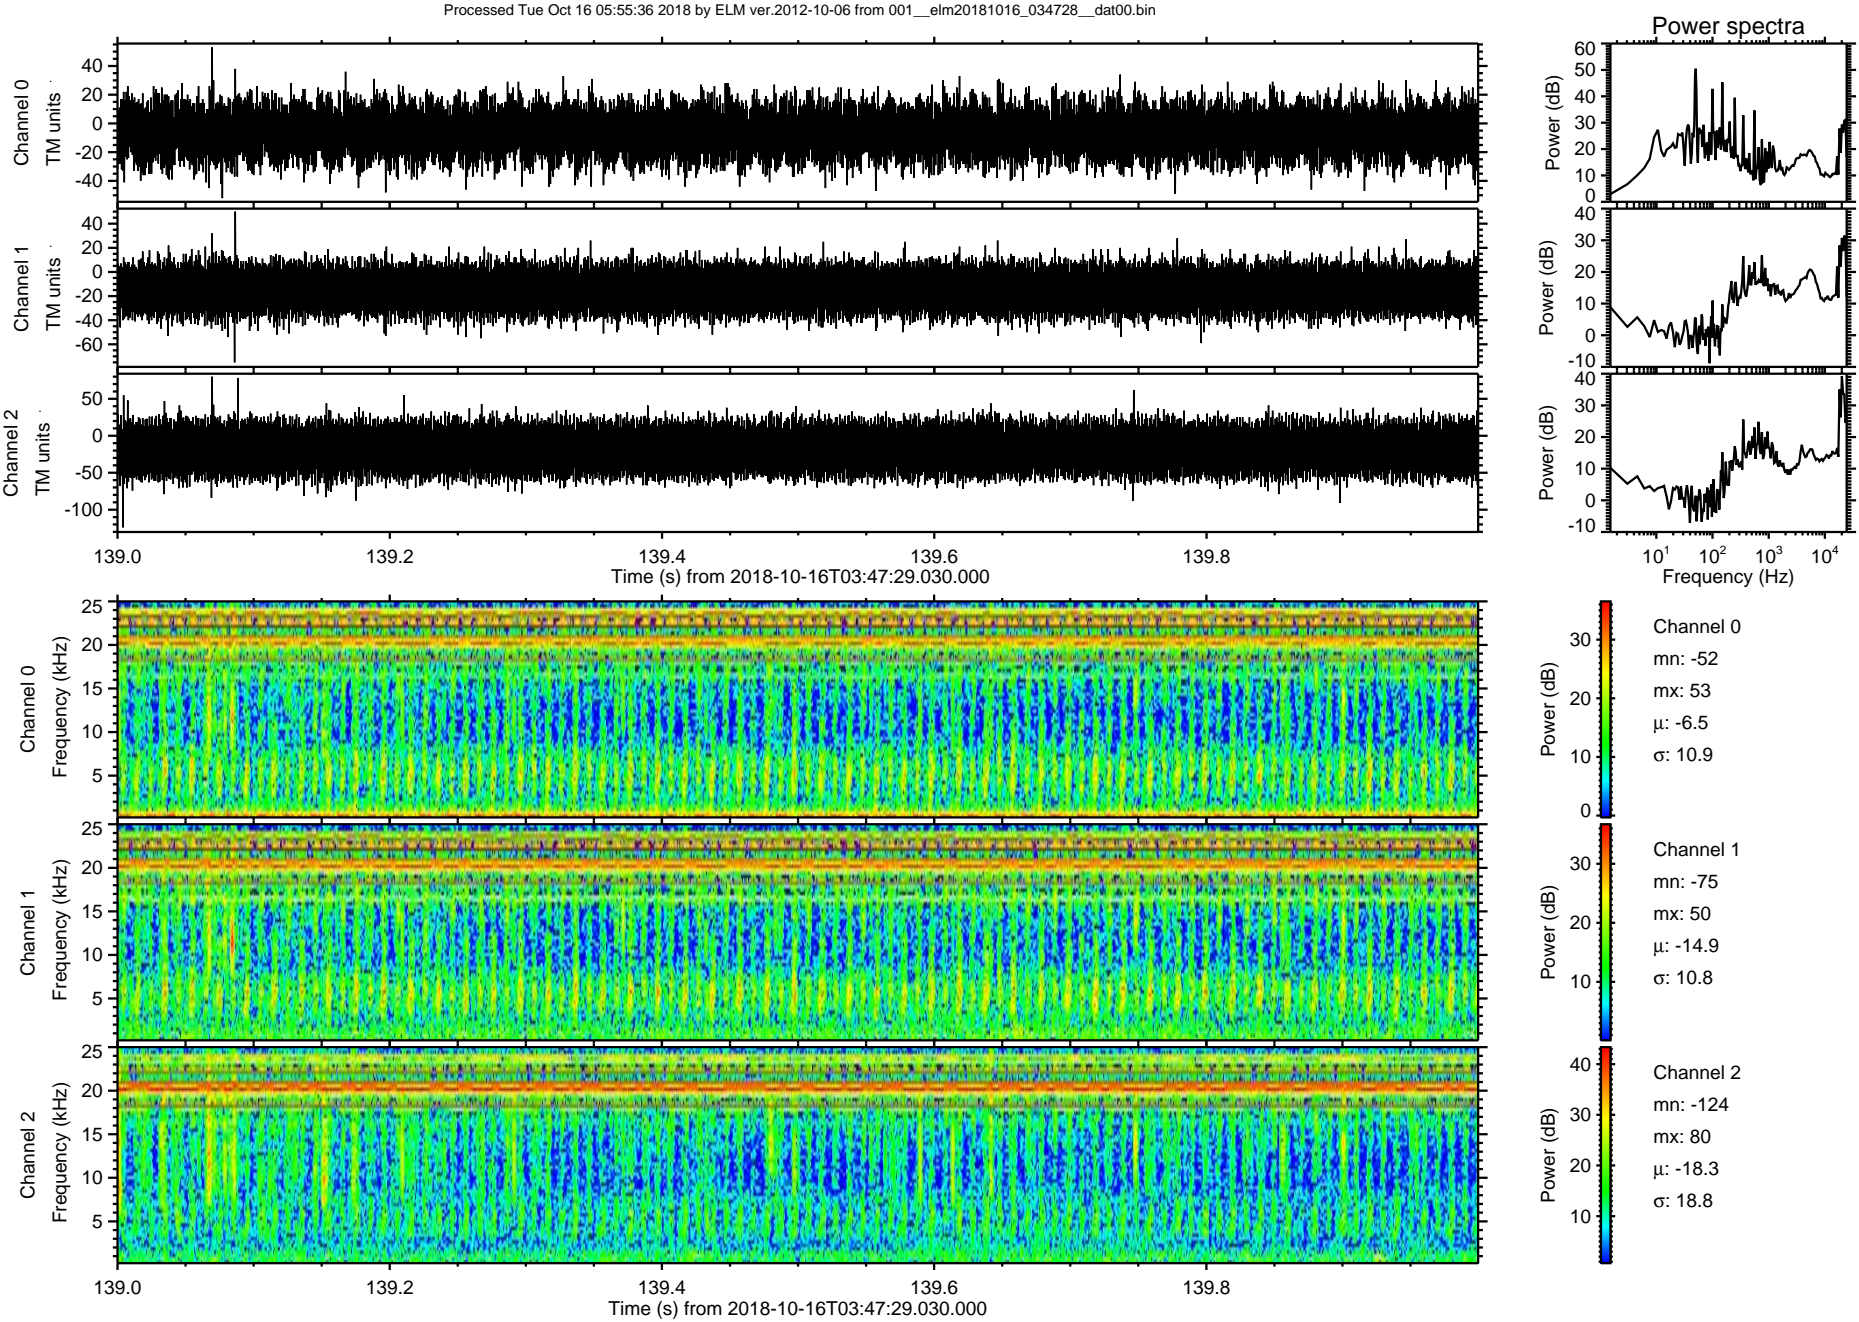 Processed Tue Oct 16 05:55:36 2018 by ELM ver.2012-10-06 from 001__elm20181016_034728__dat00.bin
Power spectra
Channel 0
TM units
40
20
0
-20
-40
Power (dB)
60
50
40
30
20
10
0
Channel 1
TM units
40
20
0
-20
-40
-60
Power (dB)
40
30
20
10
0
-10
Channel 2
TM units
50
0
-50
-100
Power (dB)
40
30
20
10
0
-10
139.0 139.2 139.4 139.6 139.8
Time (s) from 2018-10-16T03:47:29.030.000
10^1 10^2 10^3 10^4
Frequency (Hz)
Channel 0
Frequency (kHz)
25
20
15
10
5
Power (dB)
30
20
10
0
Channel 0
mn: -52
mx: 53
μ: -6.5
σ: 10.9
Channel 1
Frequency (kHz)
25
20
15
10
5
Power (dB)
30
20
10
Channel 1
mn: -75
mx: 50
μ: -14.9
σ: 10.8
Channel 2
Frequency (kHz)
25
20
15
10
5
Power (dB)
40
30
20
10
Channel 2
mn: -124
mx: 80
μ: -18.3
σ: 18.8
139.0 139.2 139.4 139.6 139.8
Time (s) from 2018-10-16T03:47:29.030.000